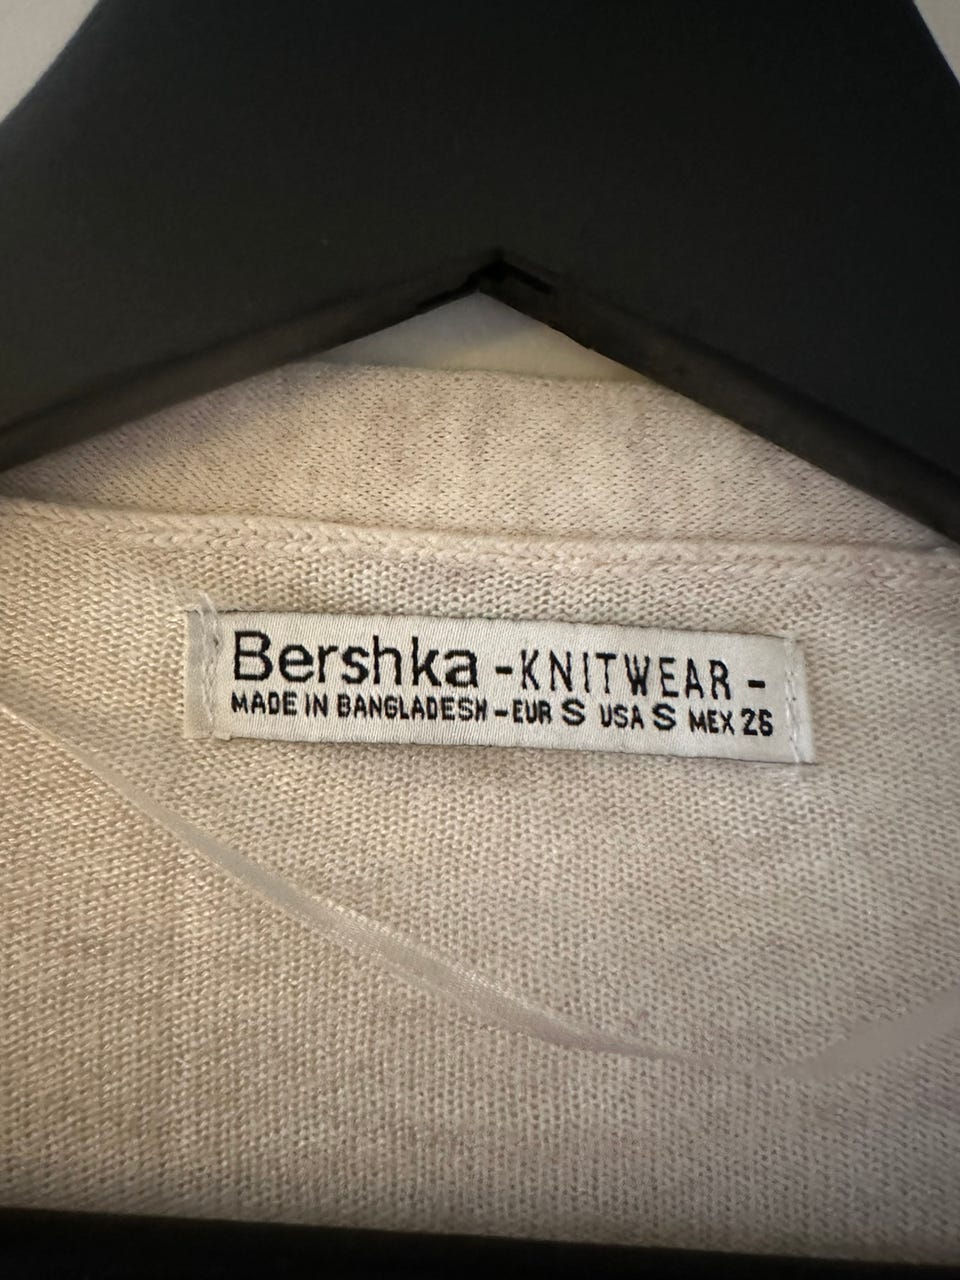 Bershka -KNITWEAR-
MADE IN BANGLADESH -EUR S USA S MEX 26